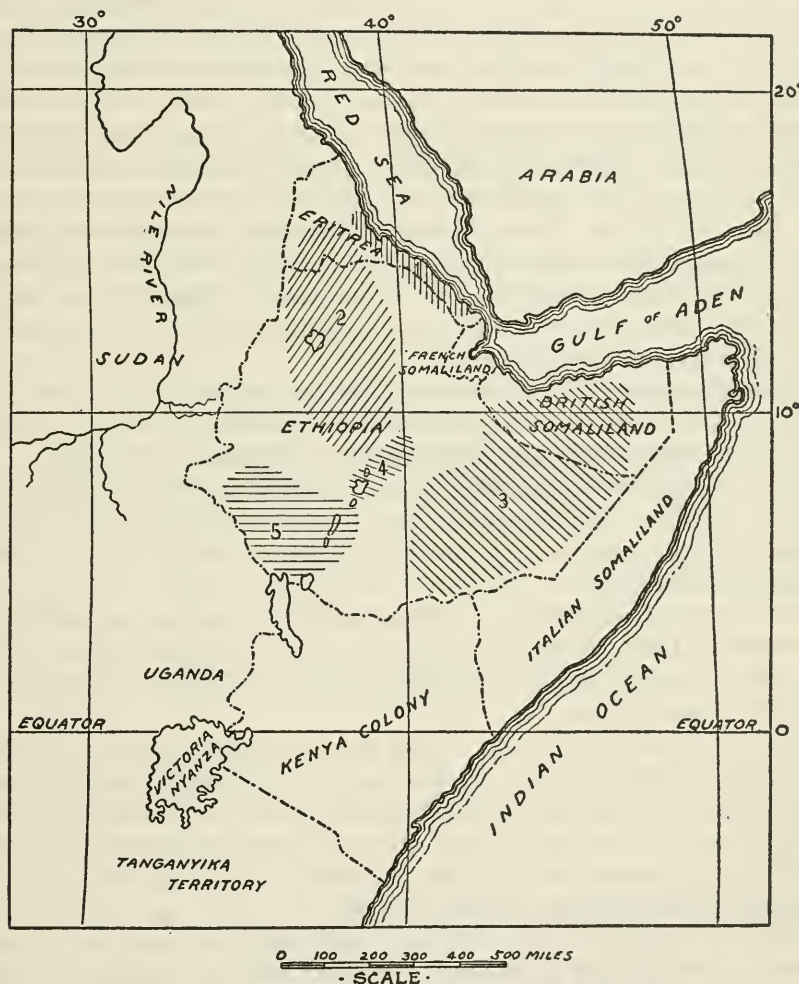 30°
40°
50°
20°
RED SEA
ARABIA
NILE RIVER
ERITREA
2
GULF OF ADEN
SUDAN
FRENCH
SOMALILAND
BRITISH
SOMALILAND
10°
ETHIOPIA
4
3
5
ITALIAN SOMALILAND
UGANDA
INDIAN OCEAN
EQUATOR
EQUATOR
0
KENYA COLONY
VICTORIA
NYANZA
TANGANYIKA
TERRITORY
0 100 200 300 400 500 MILES
· SCALE ·